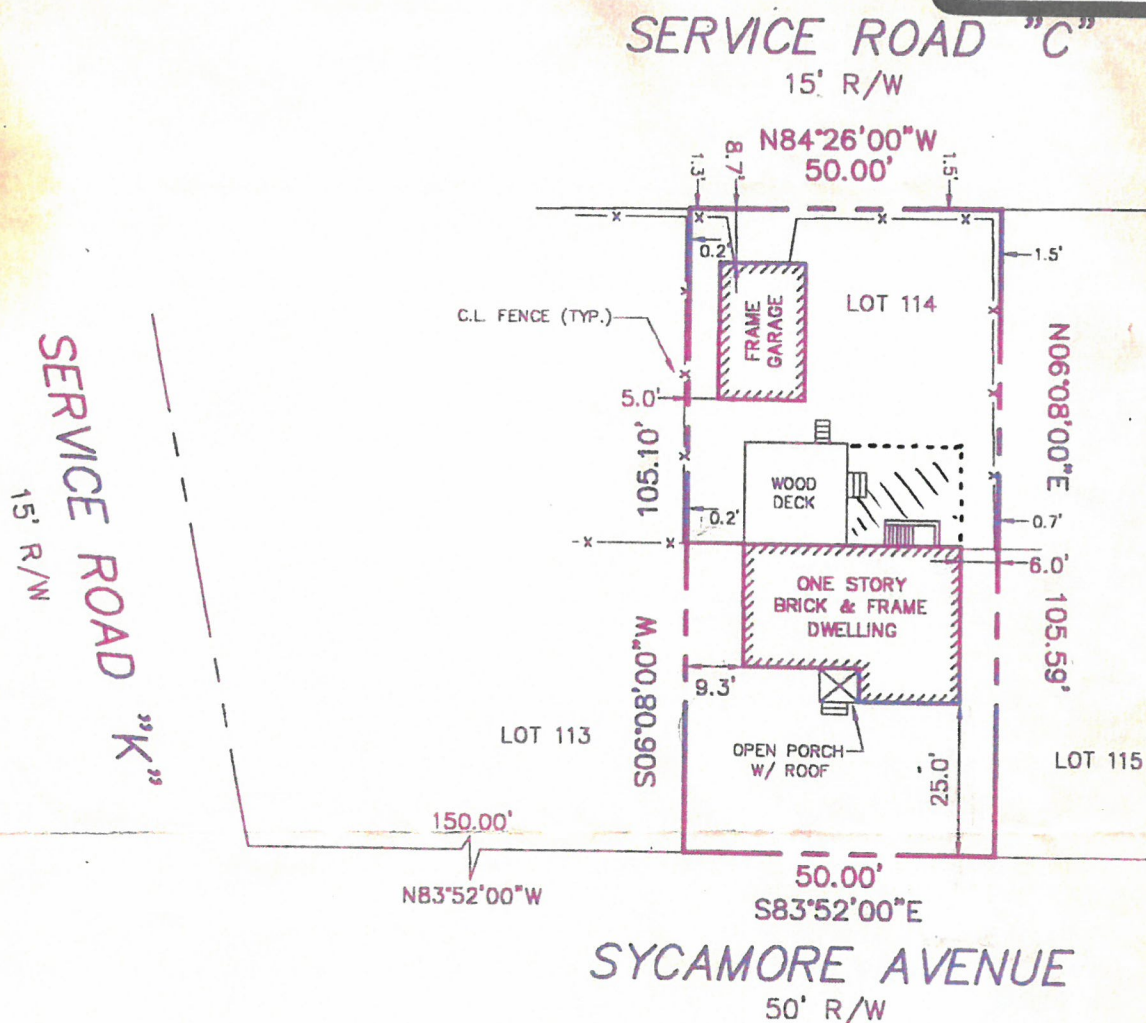 SERVICE ROAD "C"
15' R/W
N84°26'00"W
50.00'
1.3'
8.7'
1.5'
0.2'
1.5'
C.L. FENCE (TYP.)
FRAME
GARAGE
LOT 114
5.0'
105.10'
N06°08'00"E
WOOD
DECK
0.2'
0.7'
6.0'
ONE STORY
BRICK & FRAME
DWELLING
105.59'
SERVICE ROAD "K"
15' R/W
S06°08'00"W
9.3'
LOT 113
OPEN PORCH
W/ ROOF
25.0'
LOT 115
150.00'
N83°52'00"W
50.00'
S83°52'00"E
SYCAMORE AVENUE
50' R/W